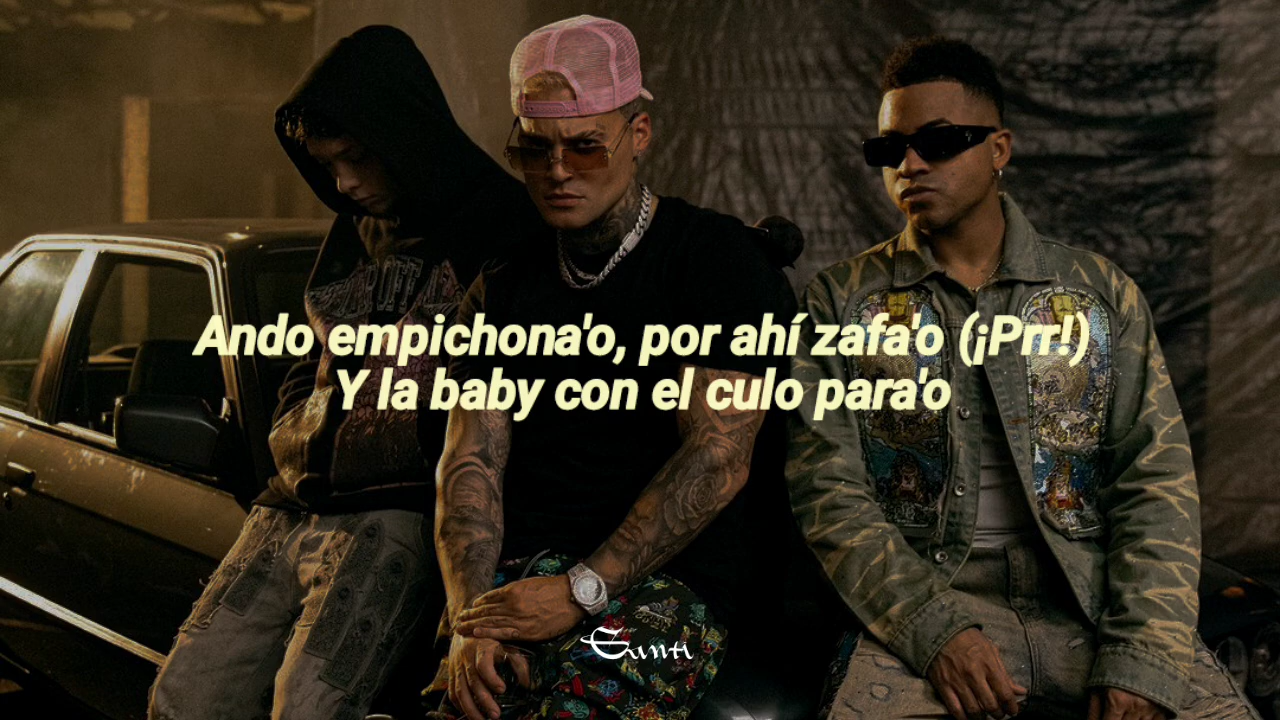 Ando empichona'o, por ahí zafa'o (¡Prr!)
Y la baby con el culo para'o
Santi